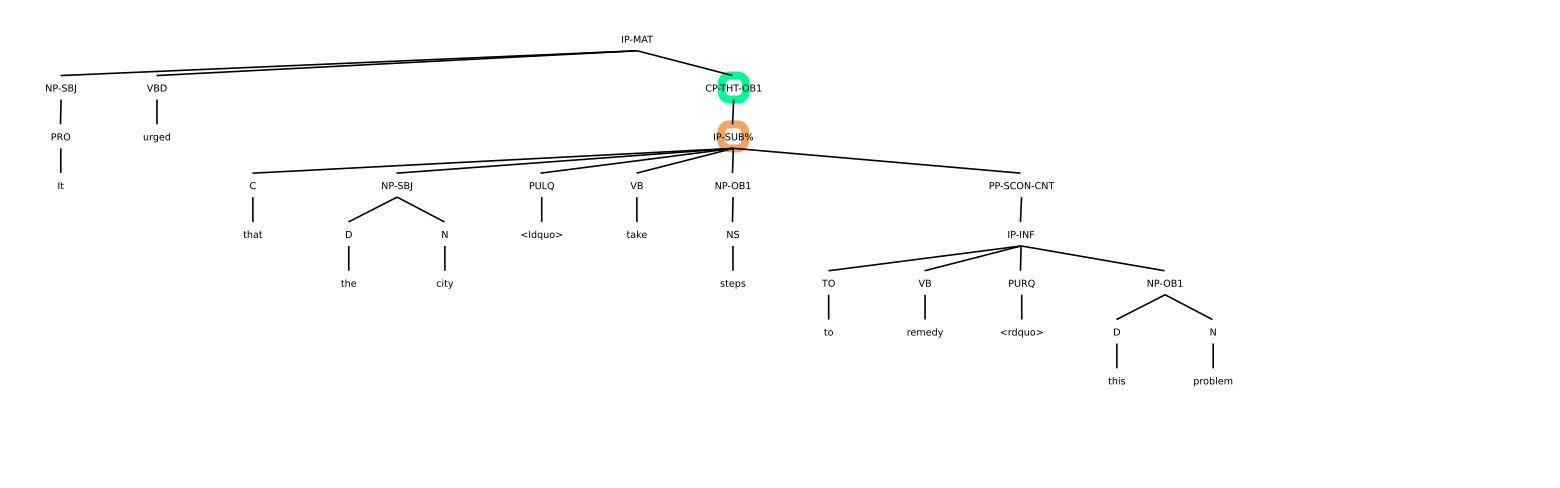 IP-MAT
NP-SBJ VBD CP-THT-OB1
PRO urged IP-SUB%
It C NP-SBJ PULQ VB NP-OB1 PP-SCON-CNT
that D N <ldquo> take NS IP-INF
the city steps TO VB PURQ NP-OB1
to remedy <rdquo> D N
this problem